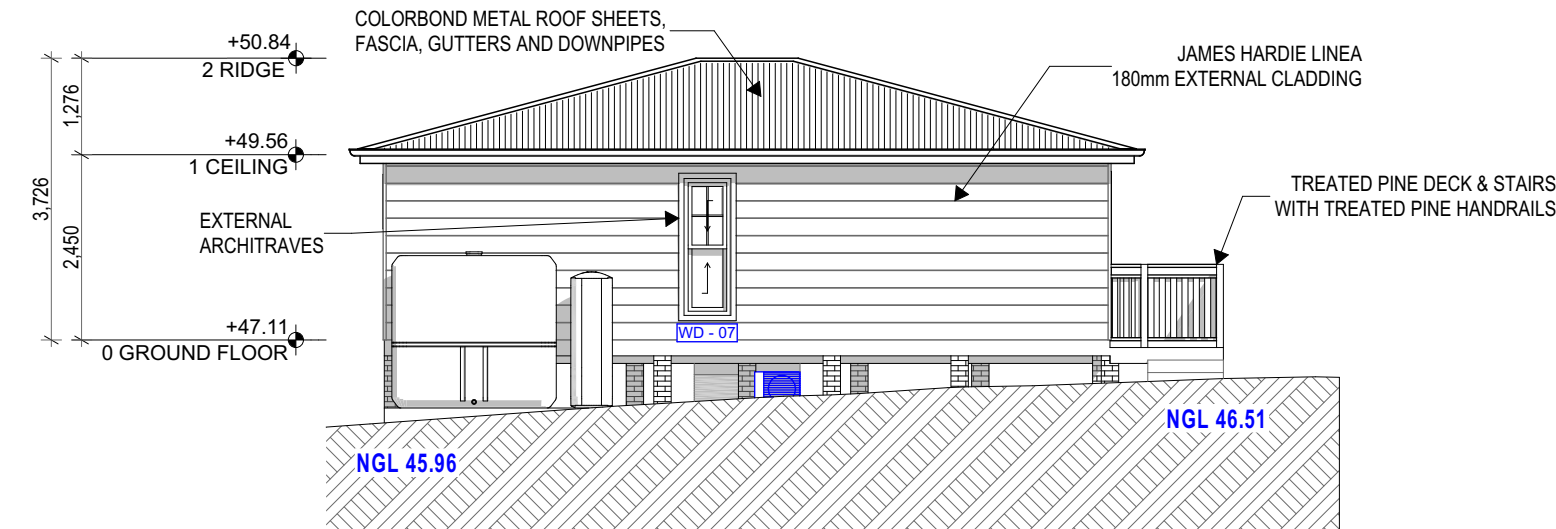 COLORBOND METAL ROOF SHEETS,
FASCIA, GUTTERS AND DOWNPIPES
+50.84
2 RIDGE
JAMES HARDIE LINEA
180mm EXTERNAL CLADDING
1,276
+49.56
1 CEILING
3,726
2,450
TREATED PINE DECK & STAIRS
WITH TREATED PINE HANDRAILS
EXTERNAL
ARCHITRAVES
+47.11
0 GROUND FLOOR
WD - 07
NGL 46.51
NGL 45.96